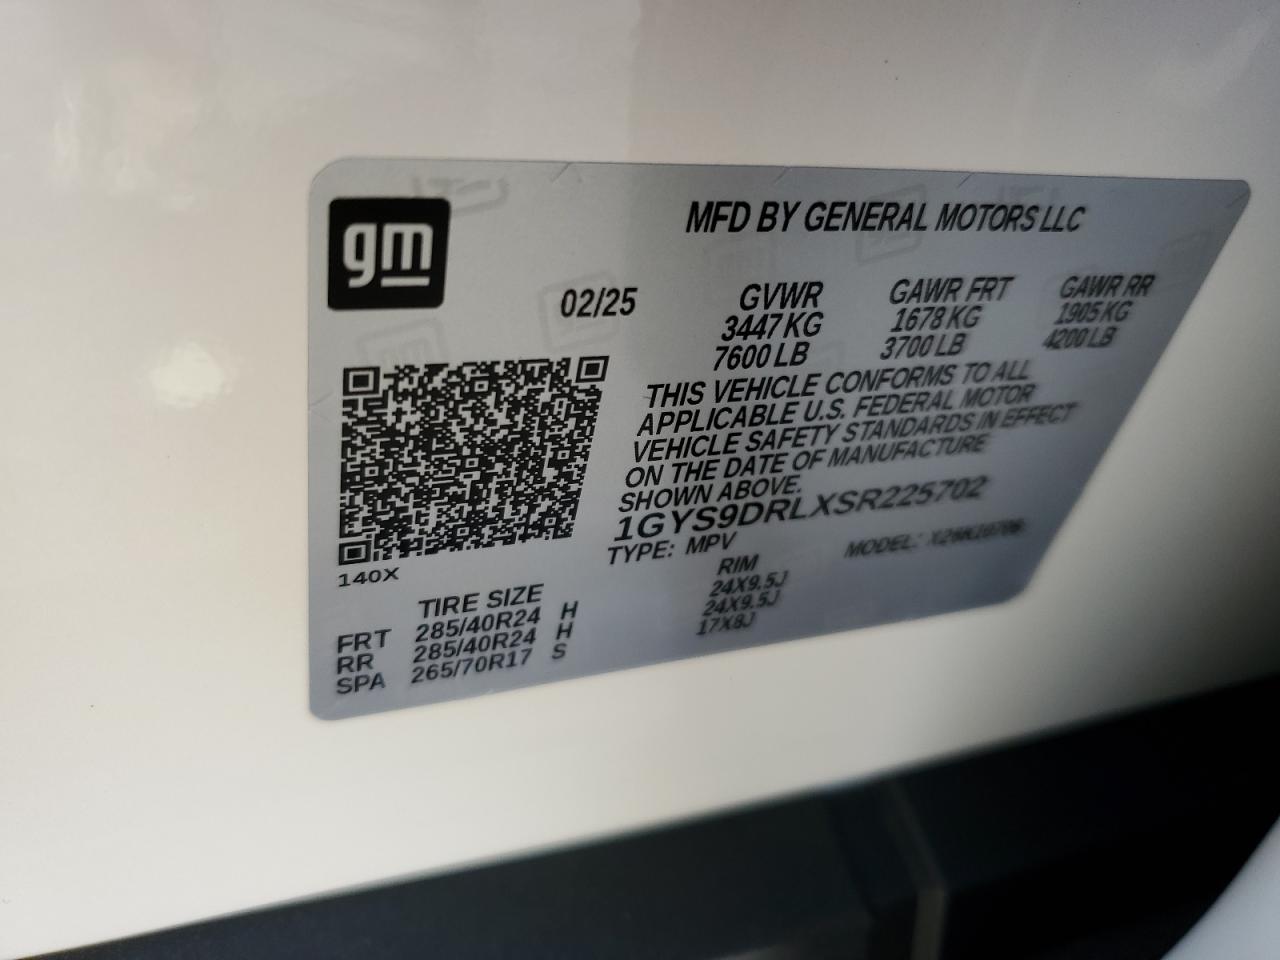 gm
MFD BY GENERAL MOTORS LLC
02/25
GVWR GAWR FRT GAWR RR
3447 KG 1678 KG 1905 KG
7600 LB 3700 LB 4200 LB
THIS VEHICLE CONFORMS TO ALL
APPLICABLE U.S. FEDERAL MOTOR
VEHICLE SAFETY STANDARDS IN EFFECT
ON THE DATE OF MANUFACTURE
SHOWN ABOVE.
1GYS9DRLXSR225702
TYPE: MPV MODEL:
140X
TIRE SIZE RIM
FRT 285/40R24 H 24X9.5J
RR 285/40R24 H 24X9.5J
SPA 265/70R17 S 17X8J